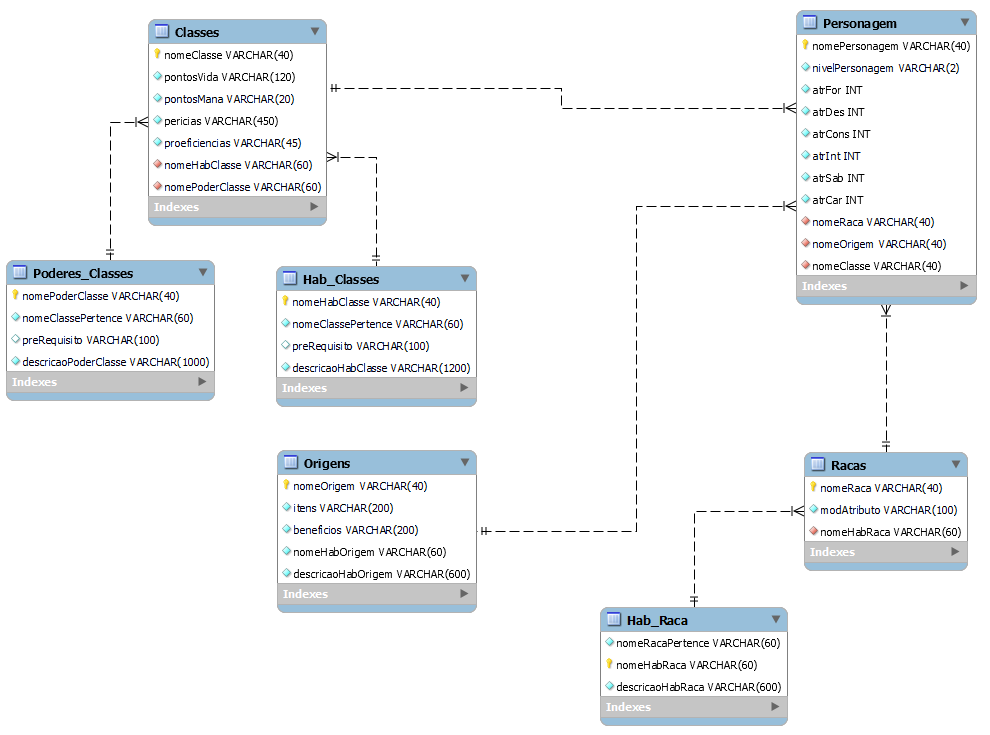 Classes
nomeClasse VARCHAR(40)
pontosVida VARCHAR(120)
pontosMana VARCHAR(20)
pericias VARCHAR(450)
proeficiencias VARCHAR(45)
nomeHabClasse VARCHAR(60)
nomePoderClasse VARCHAR(60)
Indexes
Personagem
nomePersonagem VARCHAR(40)
nivelPersonagem VARCHAR(2)
atrFor INT
atrDes INT
atrCons INT
atrInt INT
atrSab INT
atrCar INT
nomeRaca VARCHAR(40)
nomeOrigem VARCHAR(40)
nomeClasse VARCHAR(40)
Indexes
Poderes_Classes
nomePoderClasse VARCHAR(40)
nomeClassePertence VARCHAR(60)
preRequisito VARCHAR(100)
descricaoPoderClasse VARCHAR(1000)
Indexes
Hab_Classes
nomeHabClasse VARCHAR(40)
nomeClassePertence VARCHAR(60)
preRequisito VARCHAR(100)
descricaoHabClasse VARCHAR(1200)
Indexes
Origens
nomeOrigem VARCHAR(40)
itens VARCHAR(200)
beneficios VARCHAR(200)
nomeHabOrigem VARCHAR(60)
descricaoHabOrigem VARCHAR(600)
Indexes
Racas
nomeRaca VARCHAR(40)
modAtributo VARCHAR(100)
nomeHabRaca VARCHAR(60)
Indexes
Hab_Raca
nomeRacaPertence VARCHAR(60)
nomeHabRaca VARCHAR(60)
descricaoHabRaca VARCHAR(600)
Indexes